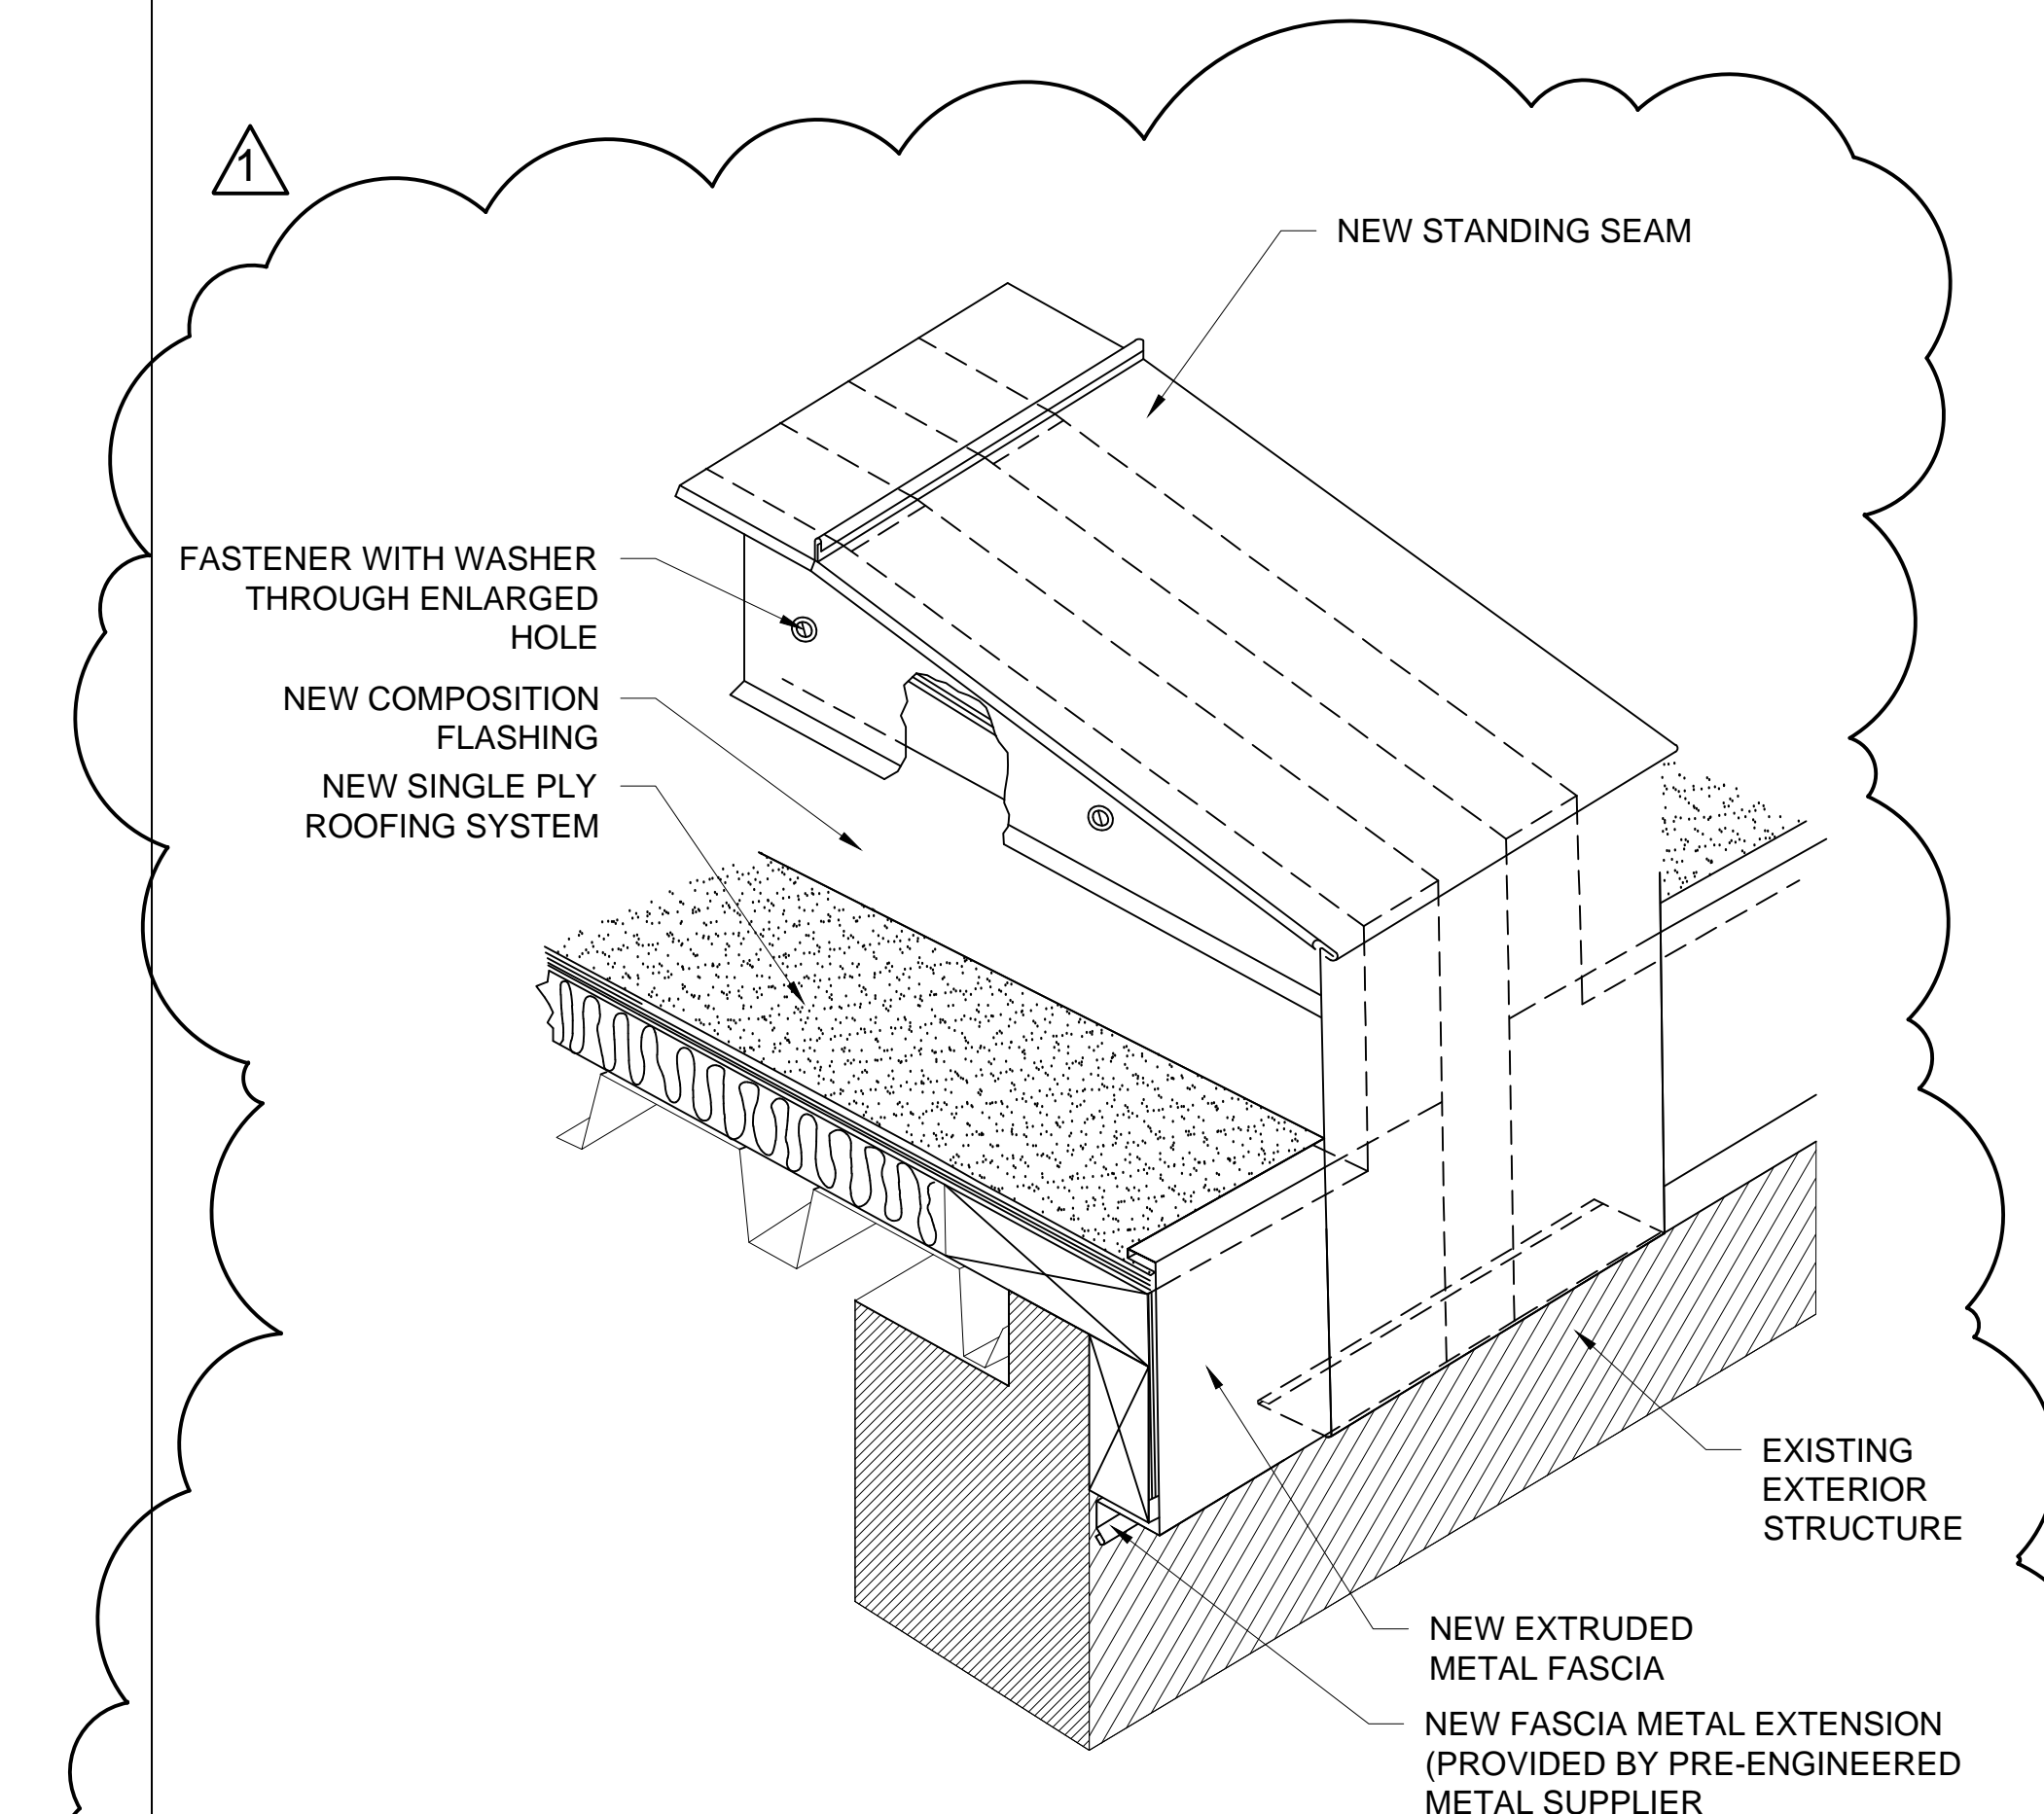 1
NEW STANDING SEAM
FASTENER WITH WASHER
THROUGH ENLARGED
HOLE
NEW COMPOSITION
FLASHING
NEW SINGLE PLY
ROOFING SYSTEM
EXISTING
EXTERIOR
STRUCTURE
NEW EXTRUDED
METAL FASCIA
NEW FASCIA METAL EXTENSION
(PROVIDED BY PRE-ENGINEERED
METAL SUPPLIER